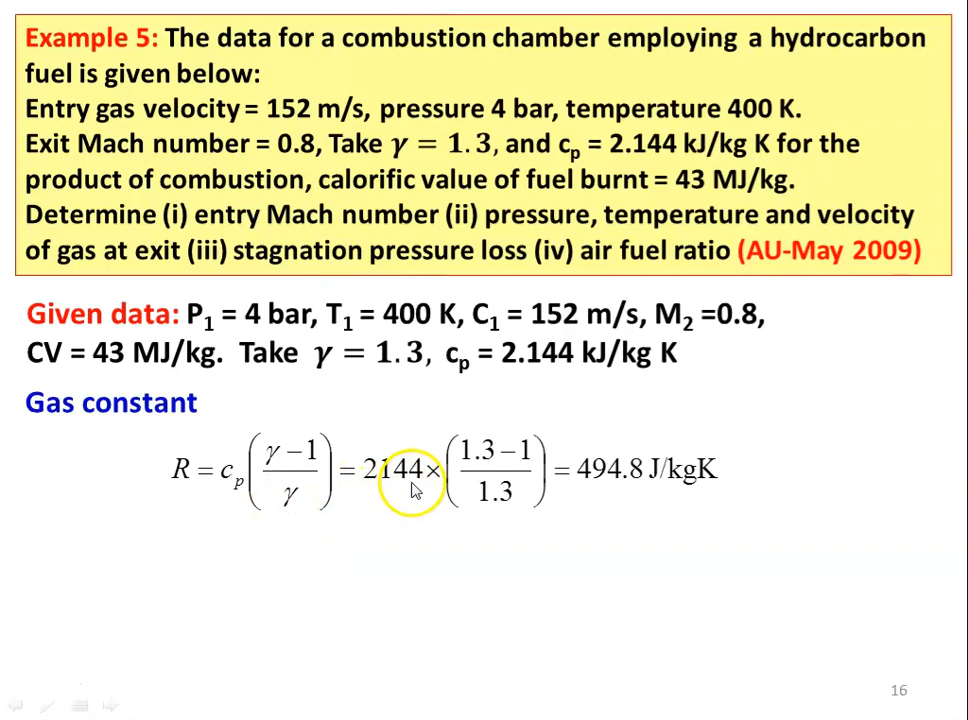 Example 5: The data for a combustion chamber employing a hydrocarbon
fuel is given below:
Entry gas velocity = 152 m/s, pressure 4 bar, temperature 400 K.
Exit Mach number = 0.8, Take γ = 1.3, and cp = 2.144 kJ/kg K for the
product of combustion, calorific value of fuel burnt = 43 MJ/kg.
Determine (i) entry Mach number (ii) pressure, temperature and velocity
of gas at exit (iii) stagnation pressure loss (iv) air fuel ratio (AU-May 2009)
Given data: P1 = 4 bar, T1 = 400 K, C1 = 152 m/s, M2 =0.8,
CV = 43 MJ/kg. Take γ = 1.3, cp = 2.144 kJ/kg K
Gas constant
R = cp((γ − 1)/γ) = 2144 × ((1.3 − 1)/1.3) = 494.8 J/kgK
16